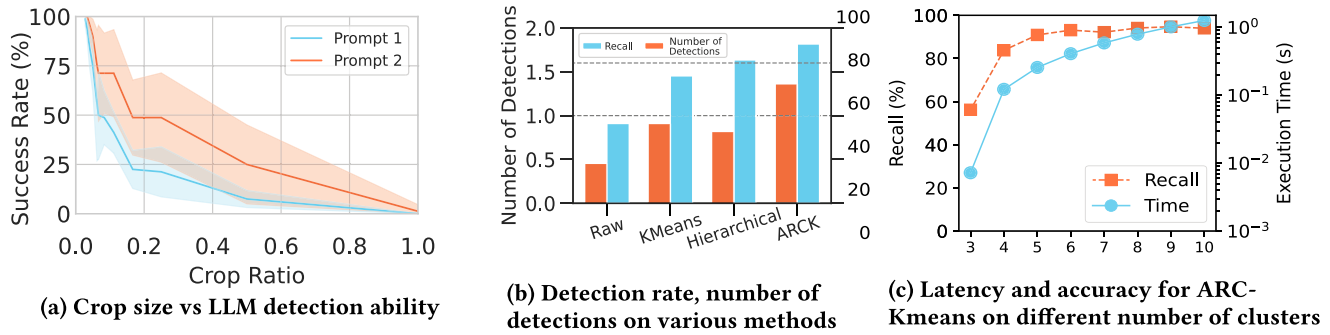 100
75
50
25
0
Success Rate (%)
Prompt 1
Prompt 2
0.0 0.2 0.4 0.6 0.8 1.0
Crop Ratio
(a) Crop size vs LLM detection ability
2.0
1.5
1.0
0.5
0.0
Number of Detections
Recall
Number of
Detections
Raw KMeans Hierarchical ARCK
100
80
60
40
20
0
(b) Detection rate, number of
detections on various methods
Recall (%)
100
80
60
40
20
0
Recall
Time
10⁰
10⁻¹
10⁻²
10⁻³
Execution Time (s)
3 4 5 6 7 8 9 10
(c) Latency and accuracy for ARC-
Kmeans on different number of clusters